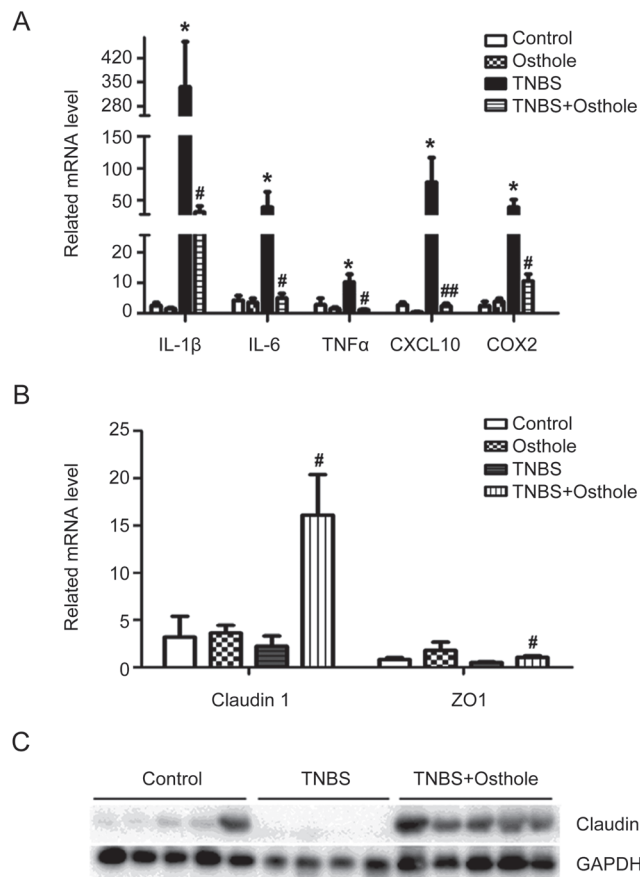 A
Related mRNA level
420
350
280
150
100
50
20
10
0
* # * # * # * ## * #
IL-1β IL-6 TNFα CXCL10 COX2
Control
Osthole
TNBS
TNBS+Osthole
B
Related mRNA level
25
20
15
10
5
0
# #
Claudin 1 ZO1
Control
Osthole
TNBS
TNBS+Osthole
C
Control TNBS TNBS+Osthole
Claudin
GAPDH